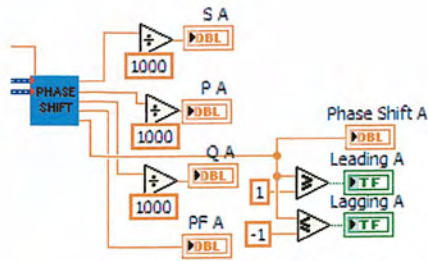 S A
÷
DBL
1000
PHASE
SHIFT
P A
÷
DBL
1000
Phase Shift A
DBL
Q A
÷
DBL
1000
Leading A
≥
TF
1
Lagging A
≤
TF
-1
PF A
DBL